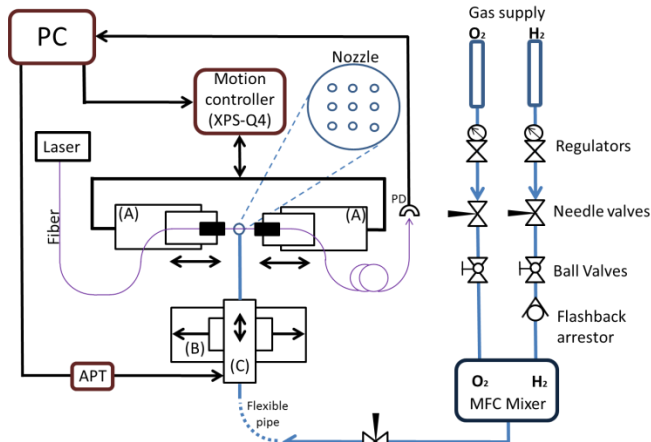 PC
Gas supply
O₂
H₂
Nozzle
Motion
controller
(XPS-Q4)
Laser
Regulators
(A)
(A)
PD
Fiber
Needle valves
Ball Valves
Flashback
arrestor
(B)
(C)
APT
O₂
H₂
MFC Mixer
Flexible
pipe